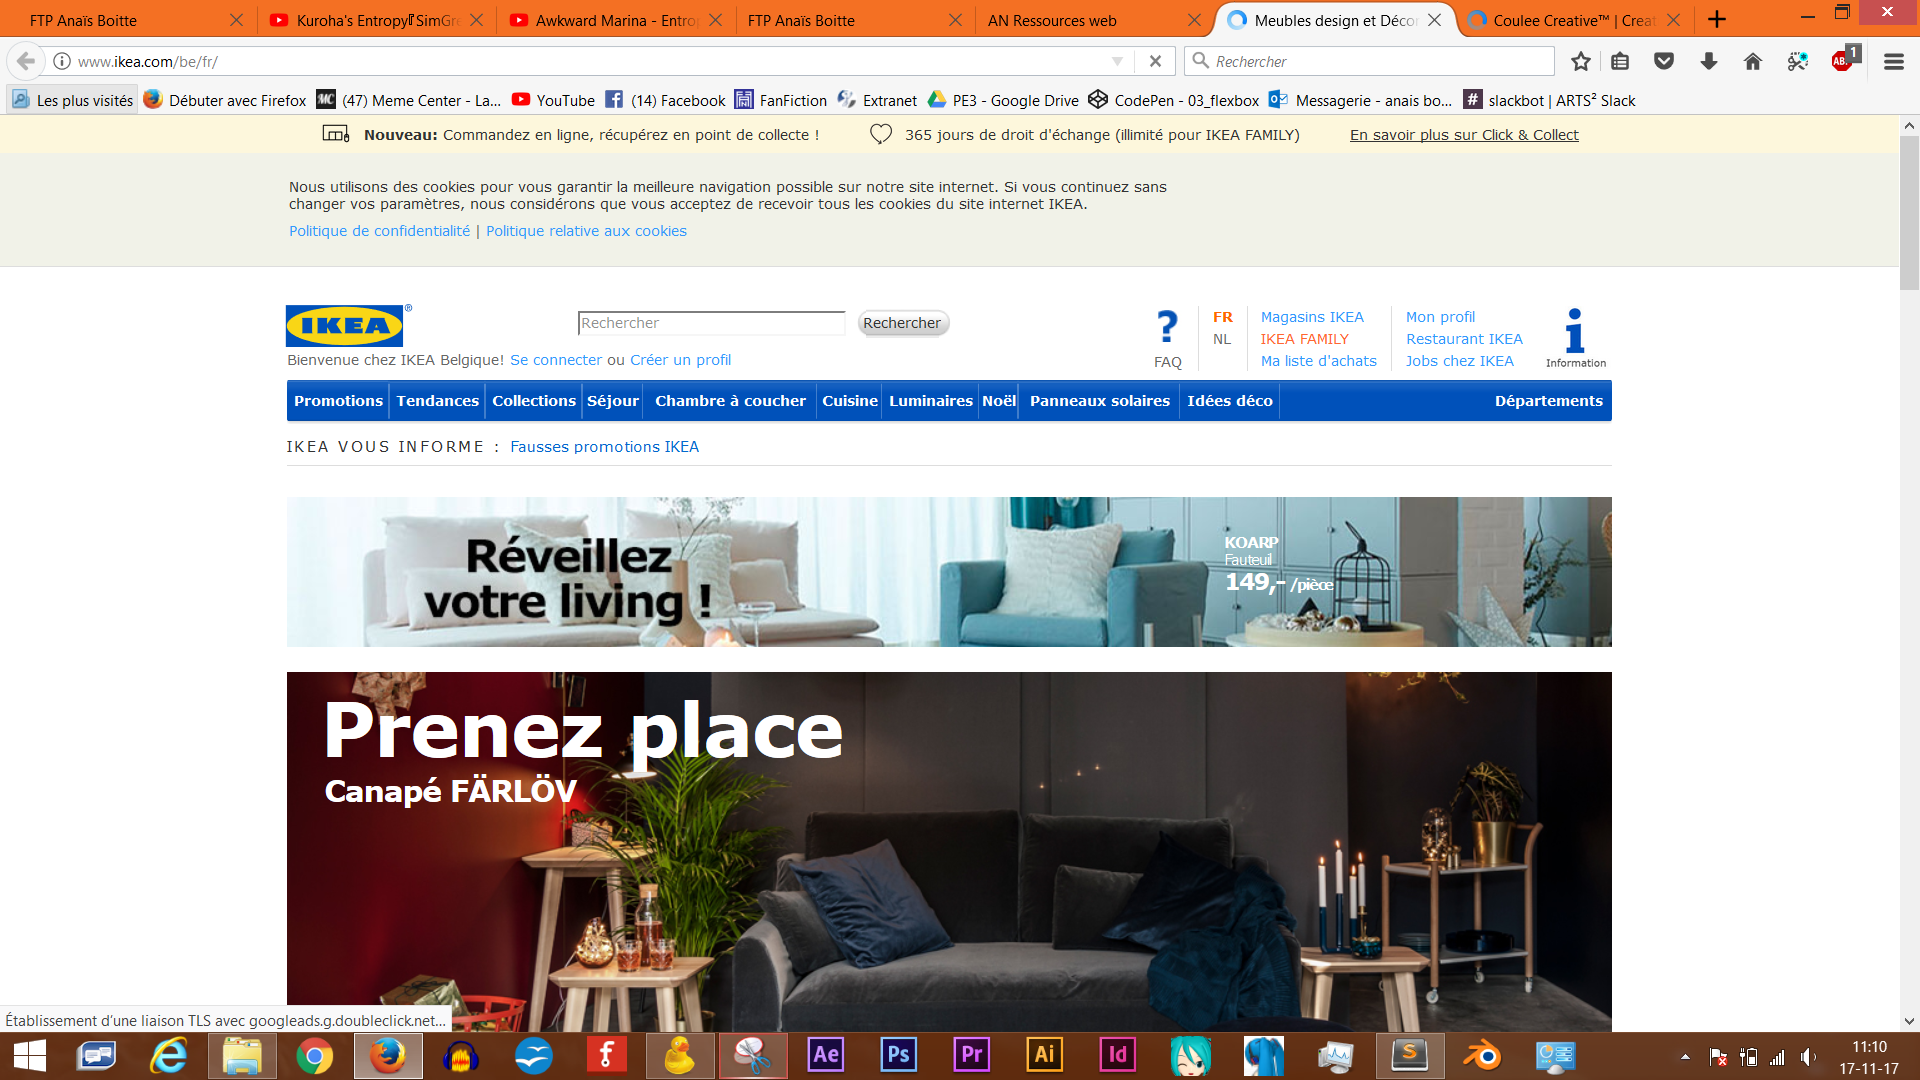 FTP Anaïs Boitte
Kuroha's Entropy
SimGr
Awkward Marina - Entro
FTP Anaïs Boitte
AN Ressources web
Meubles design et Décor
Coulee Creative™ | Creat
www.ikea.com/be/fr/
Rechercher
ABP
1
Les plus visités
Débuter avec Firefox
MC
(47) Meme Center - La...
YouTube
(14) Facebook
FanFiction
Extranet
PE3 - Google Drive
CodePen - 03_flexbox
Messagerie - anais bo...
slackbot | ARTS² Slack
Nouveau: Commandez en ligne, récupérez en point de collecte !
365 jours de droit d'échange (illimité pour IKEA FAMILY)
En savoir plus sur Click & Collect
Nous utilisons des cookies pour vous garantir la meilleure navigation possible sur notre site internet. Si vous continuez sans
changer vos paramètres, nous considérons que vous acceptez de recevoir tous les cookies du site internet IKEA.
Politique de confidentialité | Politique relative aux cookies
IKEA®
Rechercher
Rechercher
Bienvenue chez IKEA Belgique! Se connecter ou Créer un profil
?
FAQ
FR
NL
Magasins IKEA
IKEA FAMILY
Ma liste d'achats
Mon profil
Restaurant IKEA
Jobs chez IKEA
i
Information
Promotions
Tendances
Collections
Séjour
Chambre à coucher
Cuisine
Luminaires
Noël
Panneaux solaires
Idées déco
Départements
IKEA VOUS INFORME : Fausses promotions IKEA
Réveillez
votre living !
KOARP
Fauteuil
149,- /pièce
Prenez place
Canapé FÄRLÖV
Établissement d'une liaison TLS avec googleads.g.doubleclick.net...
f
Ae
Ps
Pr
Ai
Id
S
11:10
17-11-17